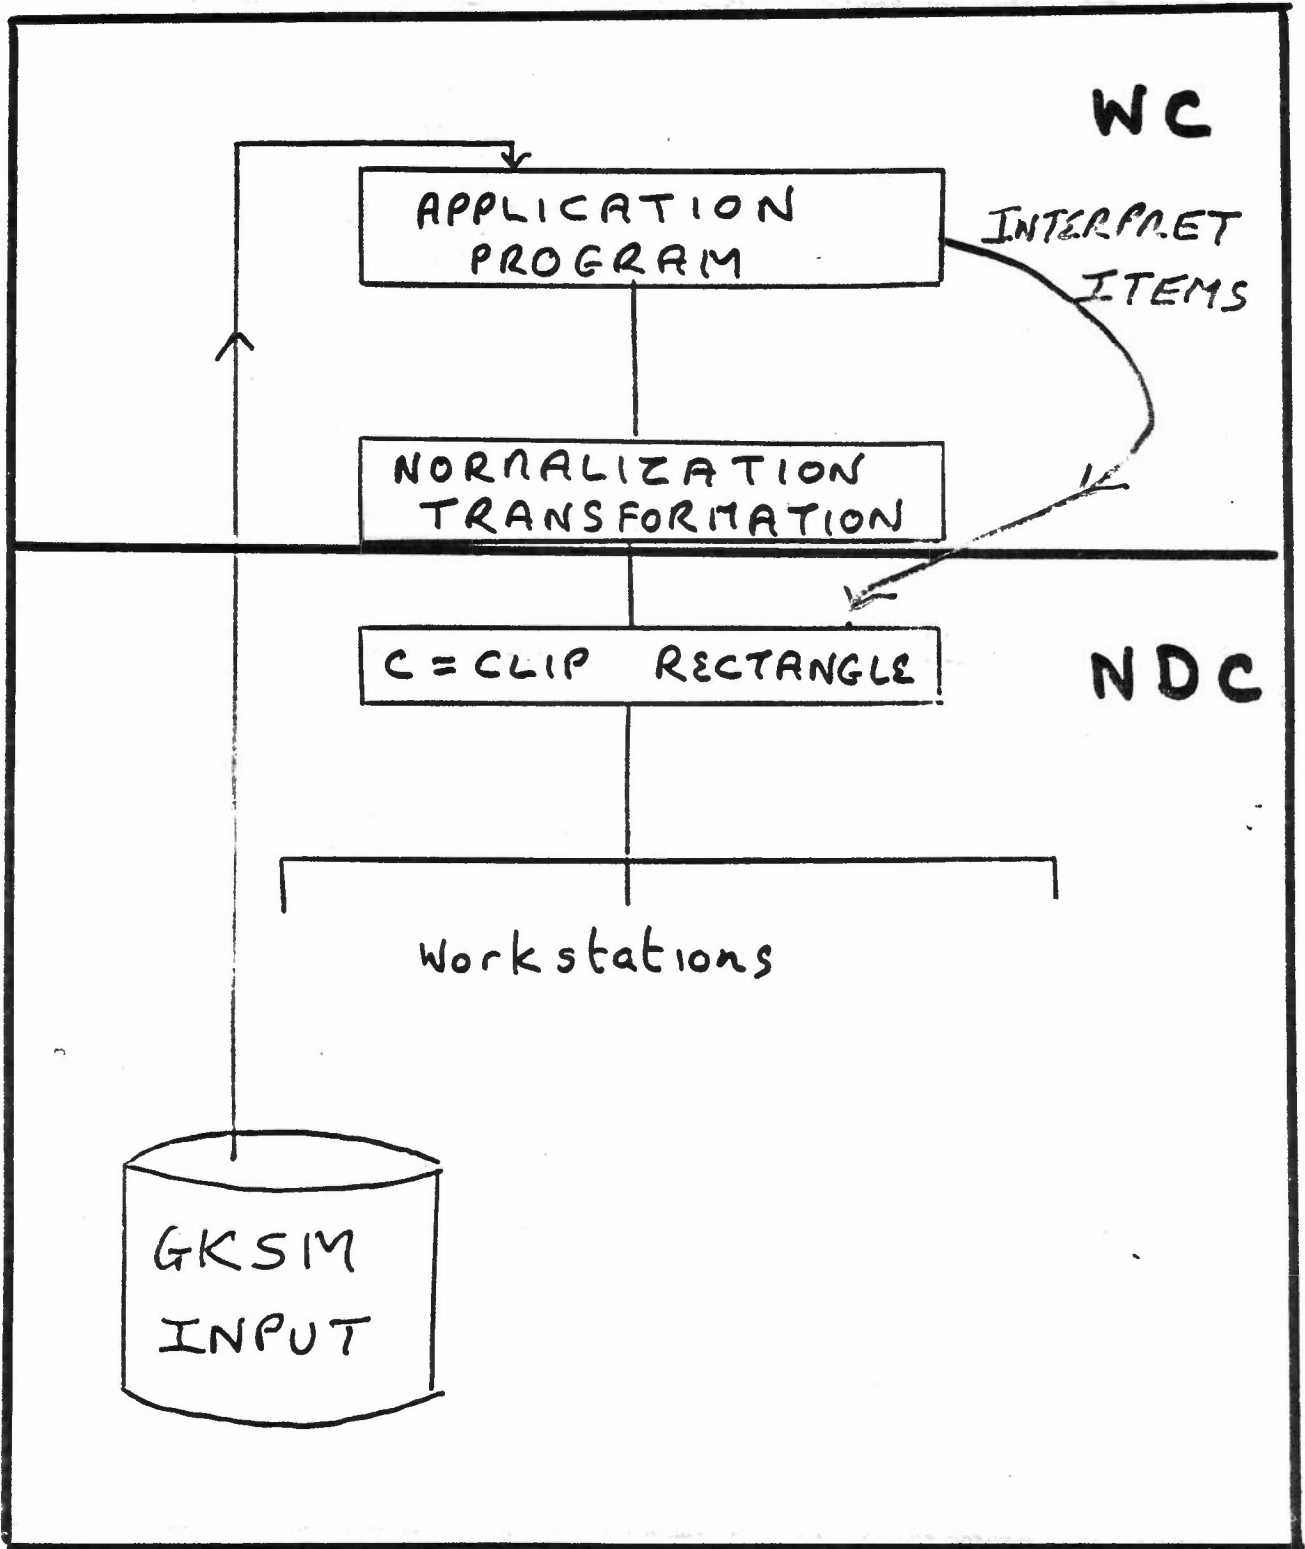 WC
APPLICATION
PROGRAM
INTERPRET
ITEMS
NORMALIZATION
TRANSFORMATION
C = CLIP RECTANGLE
NDC
Workstations
GKSM
INPUT